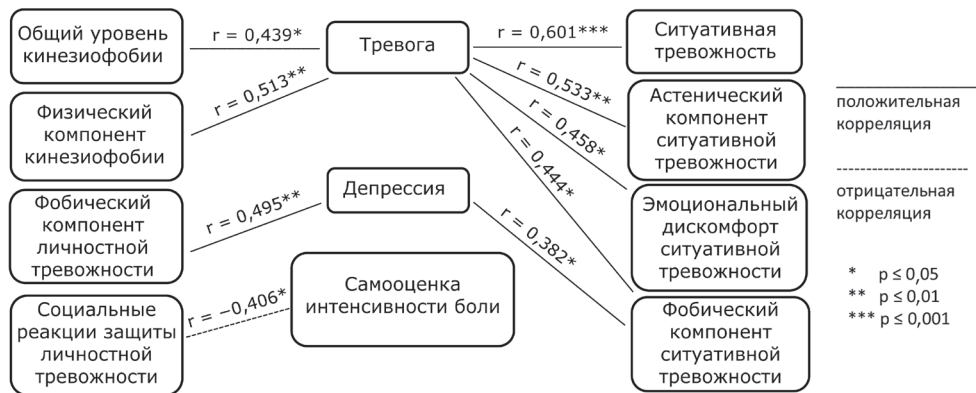 Общий уровень
кинезиофобии
r = 0,439*
Тревога
r = 0,601***
Ситуативная
тревожность
Физический
компонент
кинезиофобии
r = 0,513**
r = 0,533**
Астенический
компонент
ситуативной
тревожности
r = 0,458*
r = 0,444*
Фобический
компонент
личностной
тревожности
r = 0,495**
Депрессия
r = 0,382*
Эмоциональный
дискомфорт
ситуативной
тревожности
Социальные
реакции защиты
личностной
тревожности
r = −0,406*
Самооценка
интенсивности боли
Фобический
компонент
ситуативной
тревожности
положительная
корреляция
отрицательная
корреляция
* p ≤ 0,05
** p ≤ 0,01
*** p ≤ 0,001